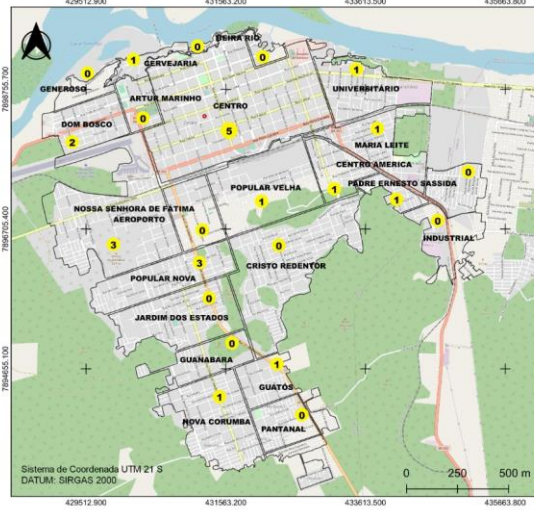 429512.900 431563.200 433613.500 435663.800
7898755.700
7896705.400
7894655.100
BEIRA RIO
0
0
1
CERVEJARIA
0
1
GENEROSO
0
UNIVERSITÁRIO
ARTUR MARINHO
CENTRO
DOM BOSCO
0
5
1
2
MARIA LEITE
CENTRO AMERICA
0
PADRE ERNESTO SASSIDA
POPULAR VELHA
1
1
1
NOSSA SENHORA DE FÁTIMA
AEROPORTO
0
0
INDUSTRIAL
3
0
3
CRISTO REDENTOR
POPULAR NOVA
0
JARDIM DOS ESTADOS
0
GUANABARA
1
GUATÓS
1
0
NOVA CORUMBA
PANTANAL
Sistema de Coordenada UTM 21 S
DATUM: SIRGAS 2000
0 250 500 m
429512.900 431563.200 433613.500 435663.800